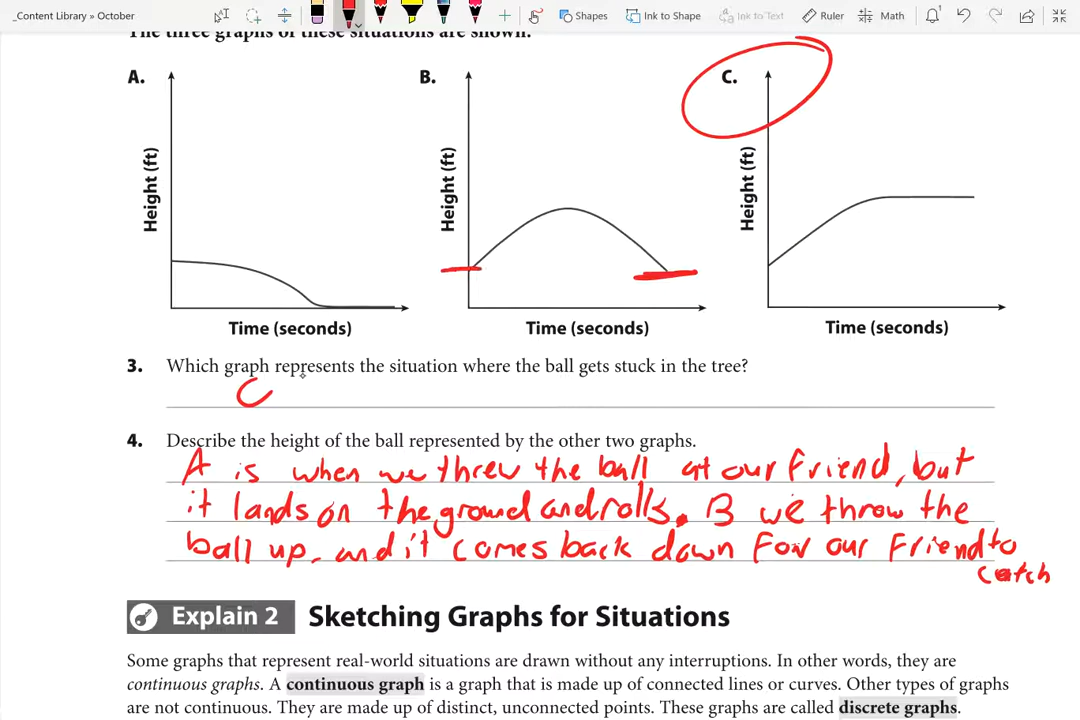 _Content Library » October
Shapes
Ink to Shape
Ink to Text
Ruler
Math
The three graphs of these situations are shown.
A.
B.
C.
Height (ft)
Height (ft)
Height (ft)
Time (seconds)
Time (seconds)
Time (seconds)
3. Which graph represents the situation where the ball gets stuck in the tree?
C
4. Describe the height of the ball represented by the other two graphs.
A is when we threw the ball at our friend, but
it lands on the ground and rolls. B we throw the
ball up, and it comes back down for our friend to
catch
Explain 2 Sketching Graphs for Situations
Some graphs that represent real-world situations are drawn without any interruptions. In other words, they are
continuous graphs. A continuous graph is a graph that is made up of connected lines or curves. Other types of graphs
are not continuous. They are made up of distinct, unconnected points. These graphs are called discrete graphs.